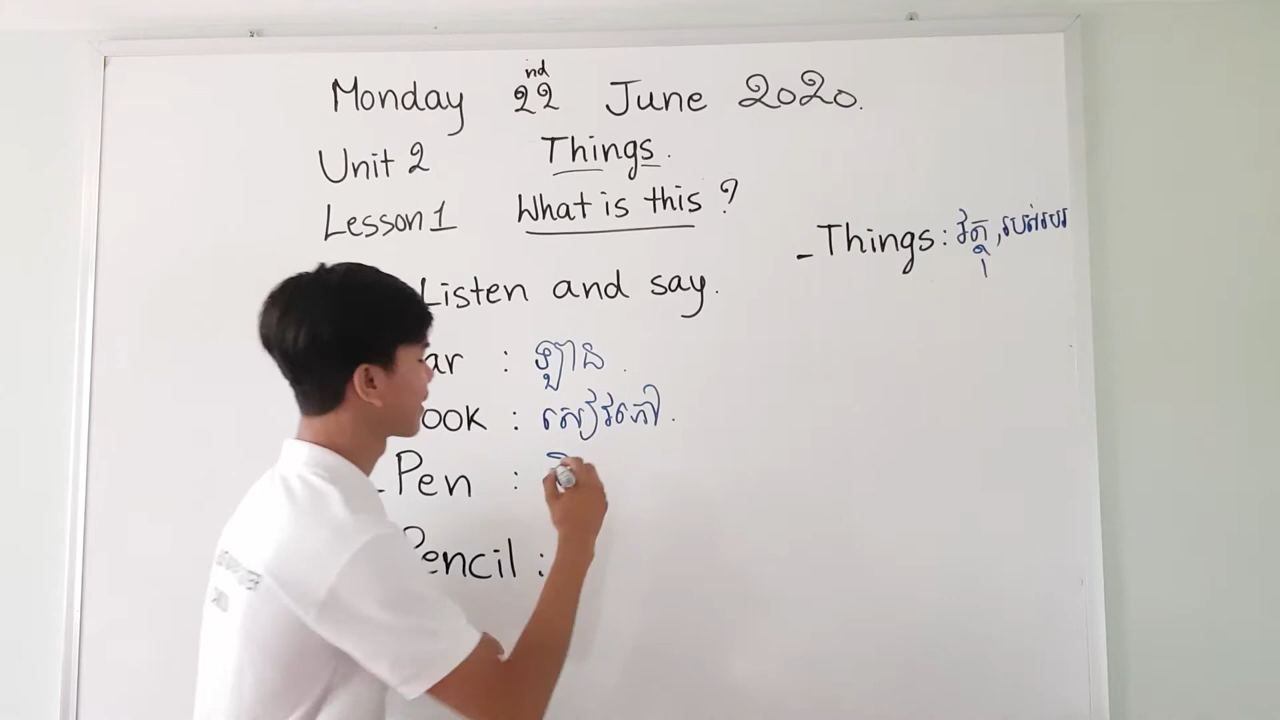 Monday 22nd June 2020.
Unit 2 Things.
Lesson 1 What is this ?
- Things : វត្ថុ , របស់របរ
Listen and say.
ar : ឡាន .
ook : សៀវភៅ .
- Pen :
Pencil :